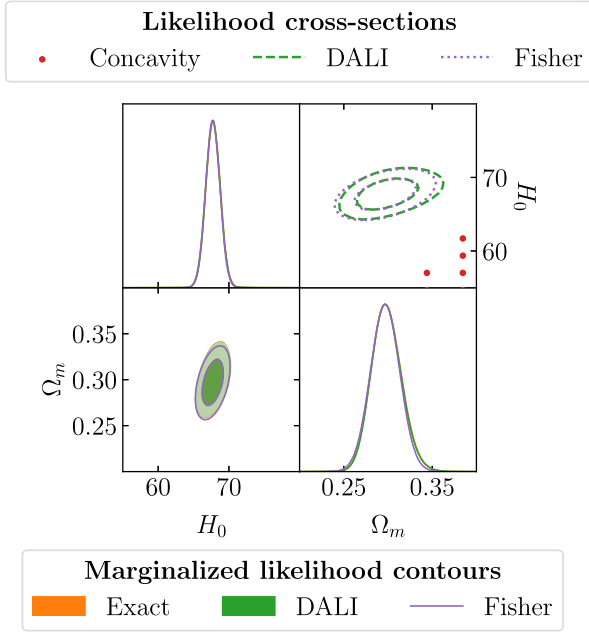 Likelihood cross-sections
Concavity DALI Fisher
70
60
H₀
0.35
0.30
0.25
Ωₘ
60 70 0.25 0.35
H₀ Ωₘ
Marginalized likelihood contours
Exact DALI Fisher